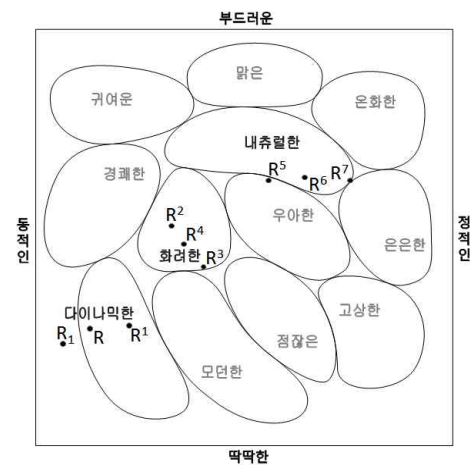 부드러운
맑은
귀여운
온화한
내츄럴한
경쾌한
R⁵
R⁶
R⁷
R²
우아한
동적인
정적인
R⁴
은은한
화려한
R³
다이나믹한
고상한
R₁
R
R¹
점잖은
모던한
딱딱한